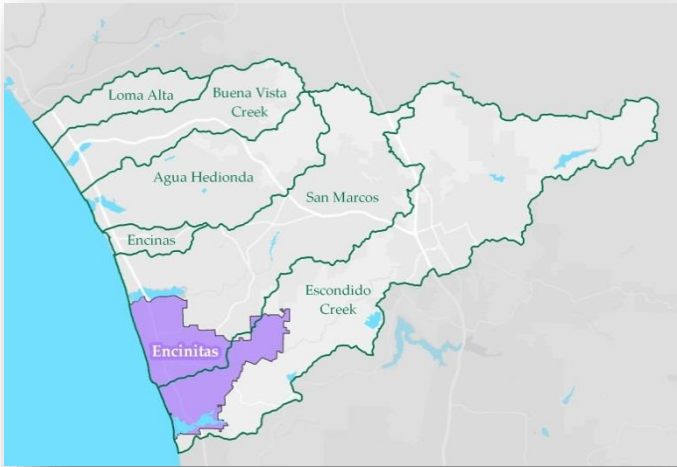 Loma Alta
Buena Vista
Creek
Agua Hedionda
San Marcos
Encinas
Escondido
Creek
Encinitas